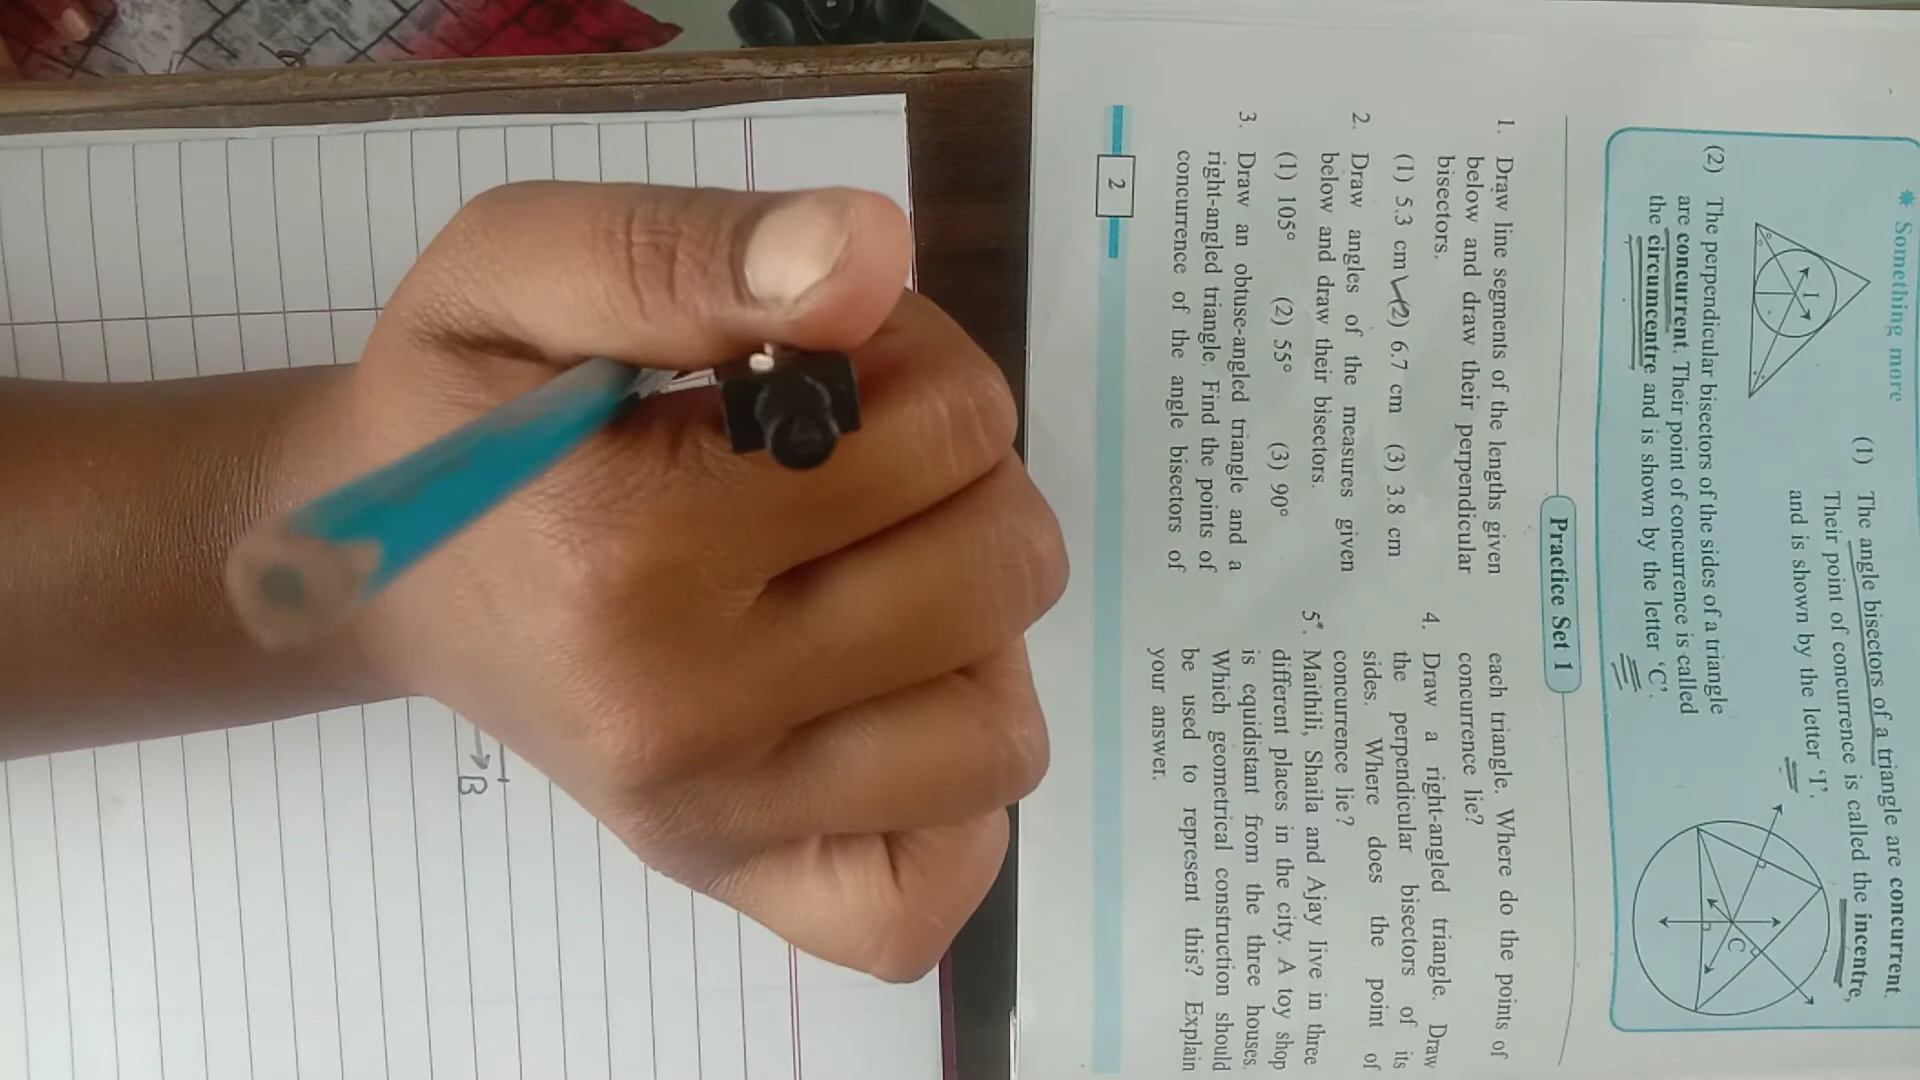 * Something more
I
(1) The angle bisectors of a triangle are concurrent.
Their point of concurrence is called the incentre,
and is shown by the letter ‘I’.
(2) The perpendicular bisectors of the sides of a triangle
are concurrent. Their point of concurrence is called
the circumcentre and is shown by the letter ‘C’.
C
Practice Set 1
1. Draw line segments of the lengths given
below and draw their perpendicular
bisectors.
(1) 5.3 cm (2) 6.7 cm (3) 3.8 cm
2. Draw angles of the measures given
below and draw their bisectors.
(1) 105° (2) 55° (3) 90°
3. Draw an obtuse-angled triangle and a
right-angled triangle. Find the points of
concurrence of the angle bisectors of
each triangle. Where do the points of
concurrence lie?
4. Draw a right-angled triangle. Draw
the perpendicular bisectors of its
sides. Where does the point of
concurrence lie?
5*. Maithili, Shaila and Ajay live in three
different places in the city. A toy shop
is equidistant from the three houses.
Which geometrical construction should
be used to represent this? Explain
your answer.
2
B